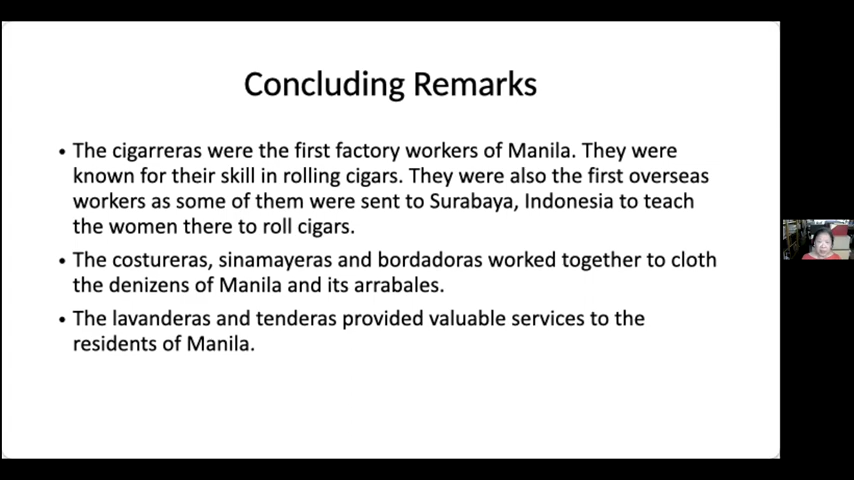 Concluding Remarks
• The cigarreras were the first factory workers of Manila. They were
known for their skill in rolling cigars. They were also the first overseas
workers as some of them were sent to Surabaya, Indonesia to teach
the women there to roll cigars.
• The costureras, sinamayeras and bordadoras worked together to cloth
the denizens of Manila and its arrabales.
• The lavanderas and tenderas provided valuable services to the
residents of Manila.